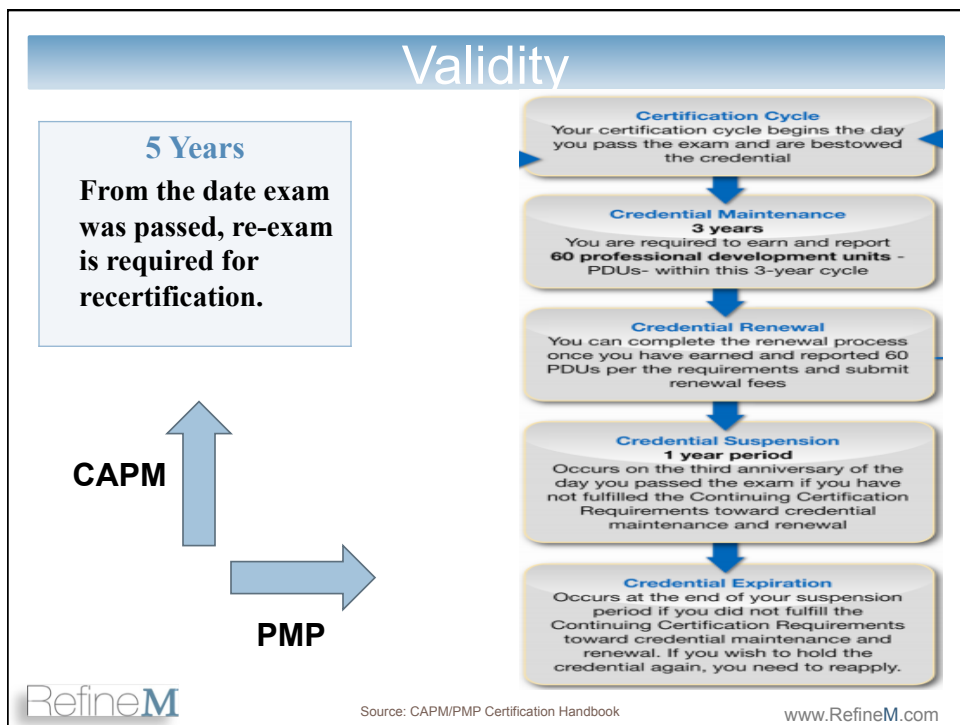 Validity
5 Years
From the date exam
was passed, re-exam
is required for
recertification.
CAPM
PMP
Certification Cycle
Your certification cycle begins the day
you pass the exam and are bestowed
the credential
Credential Maintenance
3 years
You are required to earn and report
60 professional development units -
PDUs- within this 3-year cycle
Credential Renewal
You can complete the renewal process
once you have earned and reported 60
PDUs per the requirements and submit
renewal fees
Credential Suspension
1 year period
Occurs on the third anniversary of the
day you passed the exam if you have
not fulfilled the Continuing Certification
Requirements toward credential
maintenance and renewal
Credential Expiration
Occurs at the end of your suspension
period if you did not fulfill the
Continuing Certification Requirements
toward credential maintenance and
renewal. If you wish to hold the
credential again, you need to reapply.
RefineM
Source: CAPM/PMP Certification Handbook
www.RefineM.com